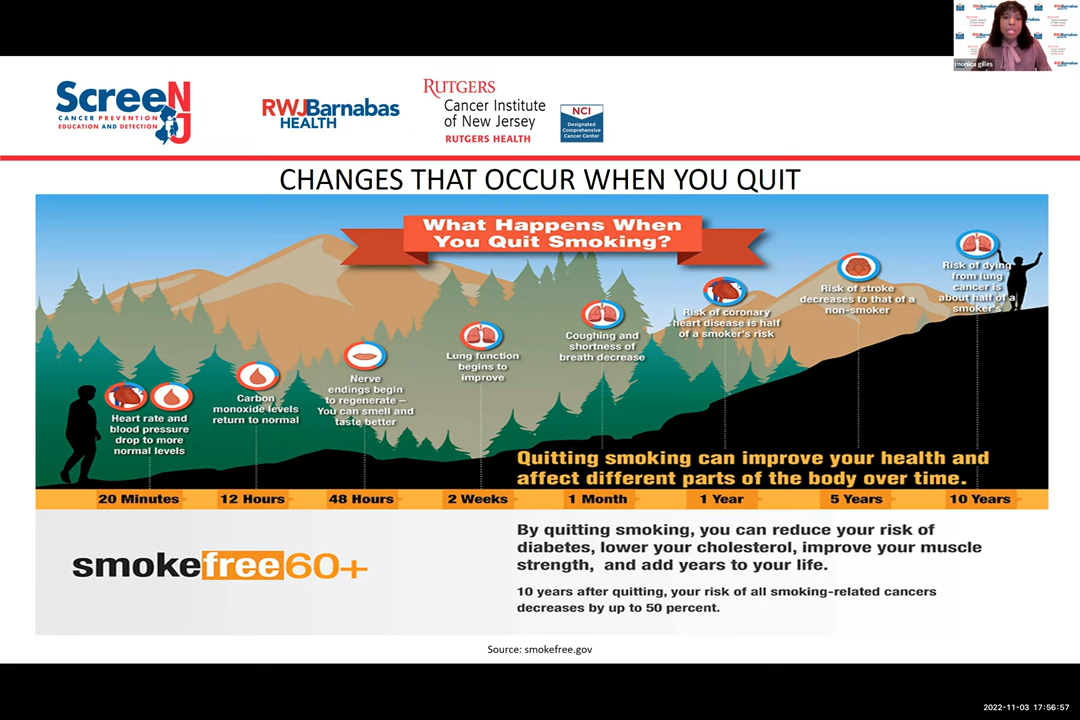 monica gilles
ScreeNJ
CANCER PREVENTION
EDUCATION AND DETECTION
RWJBarnabas
HEALTH
RUTGERS
Cancer Institute
of New Jersey
RUTGERS HEALTH
NCI
Designated
Comprehensive
Cancer Center
CHANGES THAT OCCUR WHEN YOU QUIT
What Happens When
You Quit Smoking?
Heart rate and
blood pressure
drop to more
normal levels
Carbon
monoxide levels
return to normal
Nerve
endings begin
to regenerate –
You can smell and
taste better
Lung function
begins to
improve
Coughing and
shortness of
breath decrease
Risk of coronary
heart disease is half
of a smoker's risk
Risk of stroke
decreases to that of a
non-smoker
Risk of dying
from lung
cancer is
about half of a
smoker's
Quitting smoking can improve your health and
affect different parts of the body over time.
20 Minutes
12 Hours
48 Hours
2 Weeks
1 Month
1 Year
5 Years
10 Years
smokefree60+
By quitting smoking, you can reduce your risk of
diabetes, lower your cholesterol, improve your muscle
strength, and add years to your life.
10 years after quitting, your risk of all smoking-related cancers
decreases by up to 50 percent.
Source: smokefree.gov
2022-11-03 17:56:57